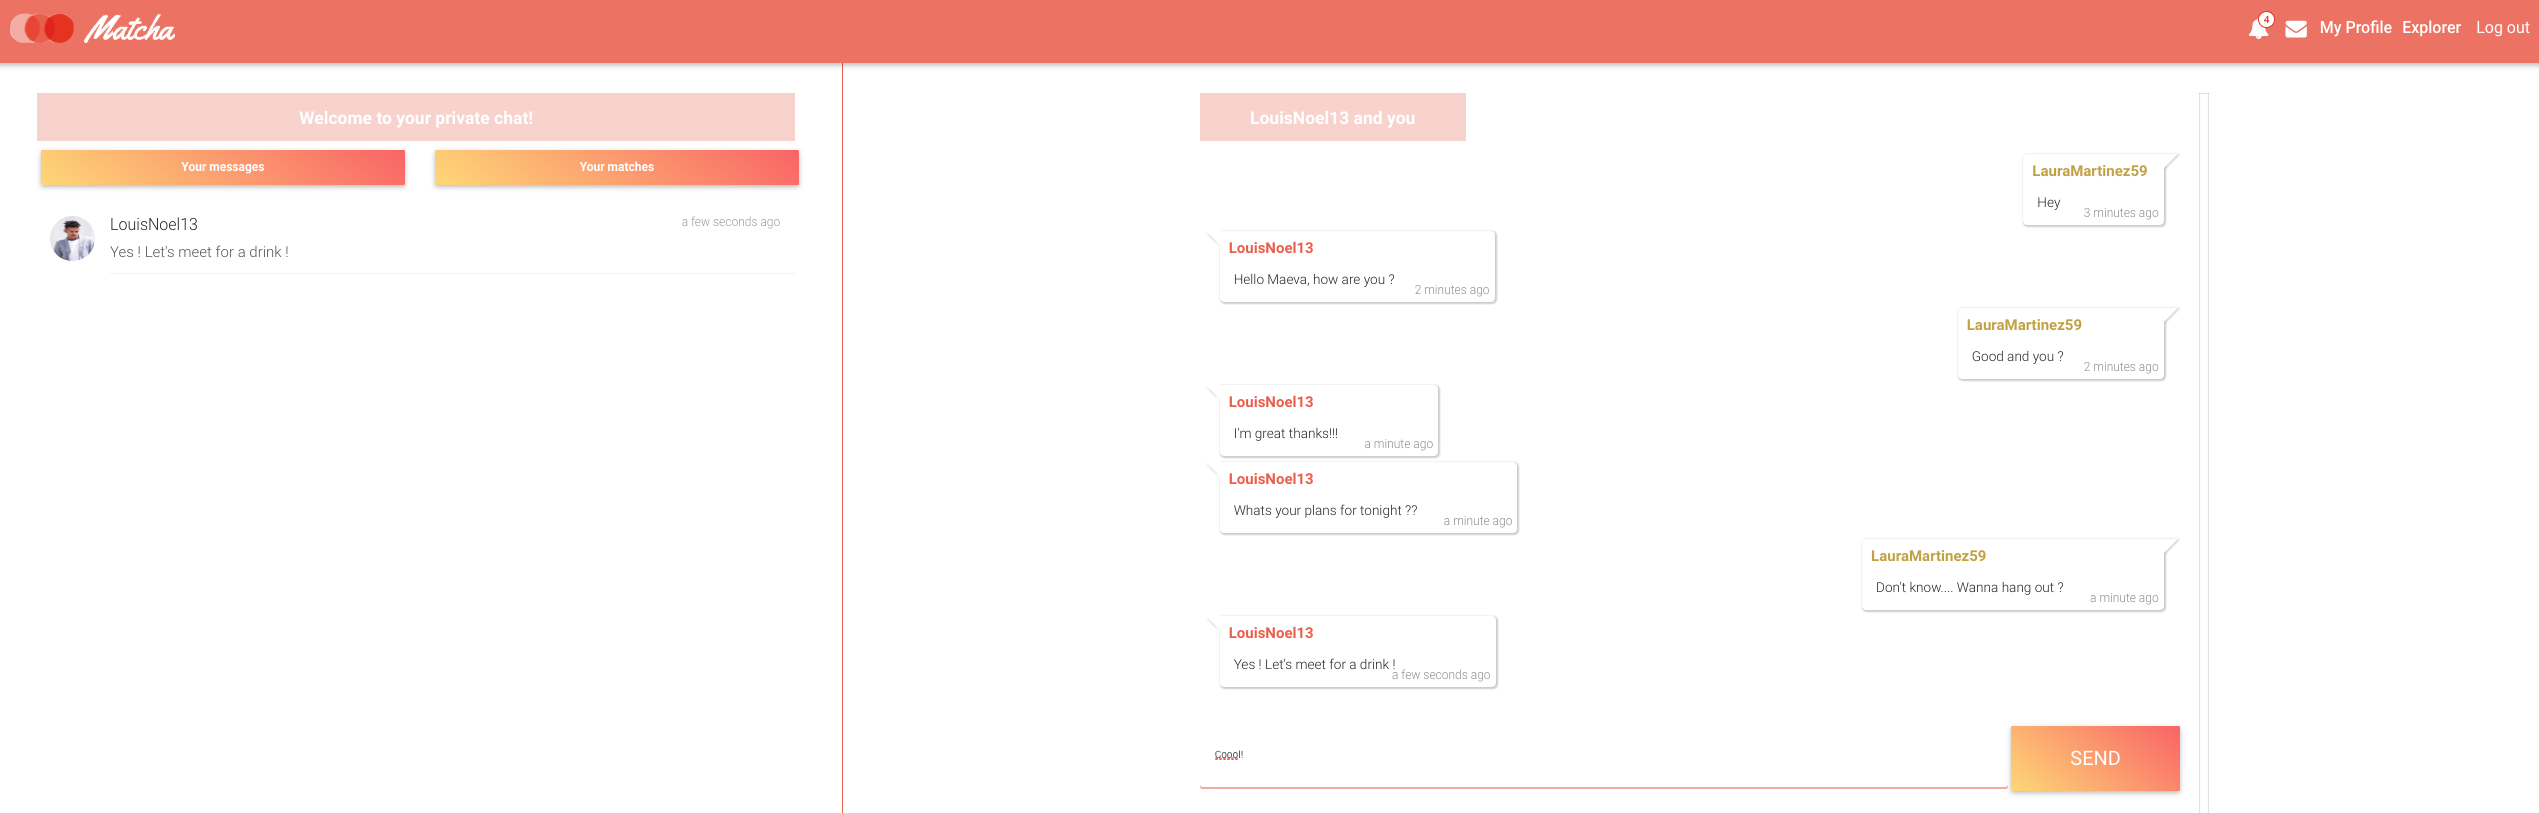 Matcha
4
My Profile Explorer Log out
Welcome to your private chat!
Your messages
Your matches
LouisNoel13
a few seconds ago
Yes ! Let's meet for a drink !
LouisNoel13 and you
LauraMartinez59
Hey
3 minutes ago
LouisNoel13
Hello Maeva, how are you ?
2 minutes ago
LauraMartinez59
Good and you ?
2 minutes ago
LouisNoel13
I'm great thanks!!!
a minute ago
LouisNoel13
Whats your plans for tonight ??
a minute ago
LauraMartinez59
Don't know.... Wanna hang out ?
a minute ago
LouisNoel13
Yes ! Let's meet for a drink !
a few seconds ago
Coool!
SEND